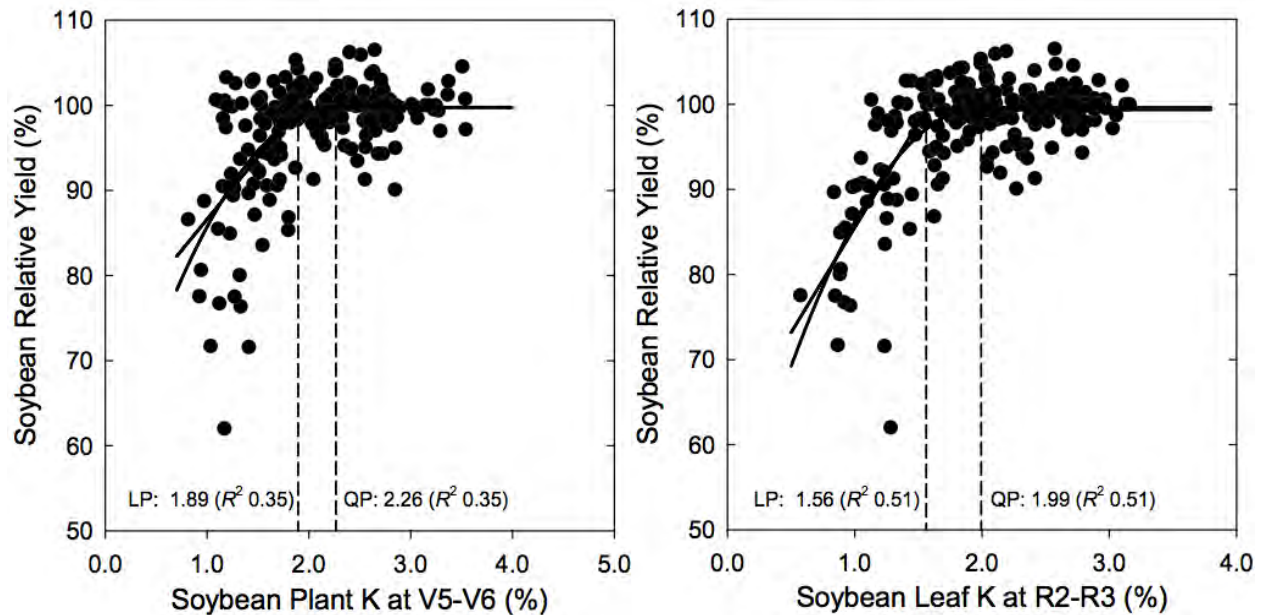 110
100
90
80
70
60
50
Soybean Relative Yield (%)
LP: 1.89 (R² 0.35)
QP: 2.26 (R² 0.35)
0.0 1.0 2.0 3.0 4.0 5.0
Soybean Plant K at V5-V6 (%)
110
100
90
80
70
60
50
Soybean Relative Yield (%)
LP: 1.56 (R² 0.51)
QP: 1.99 (R² 0.51)
0.0 1.0 2.0 3.0 4.0
Soybean Leaf K at R2-R3 (%)